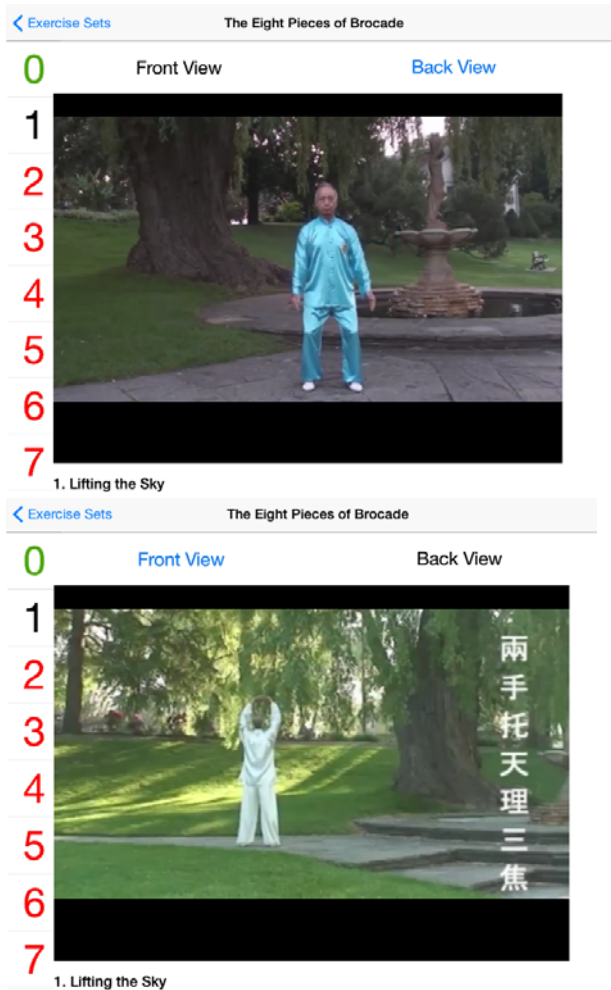 Exercise Sets
The Eight Pieces of Brocade
0
Front View
Back View
1
2
3
4
5
6
7
1. Lifting the Sky
Exercise Sets
The Eight Pieces of Brocade
0
Front View
Back View
1
2
3
4
5
6
7
兩手托天理三焦
1. Lifting the Sky